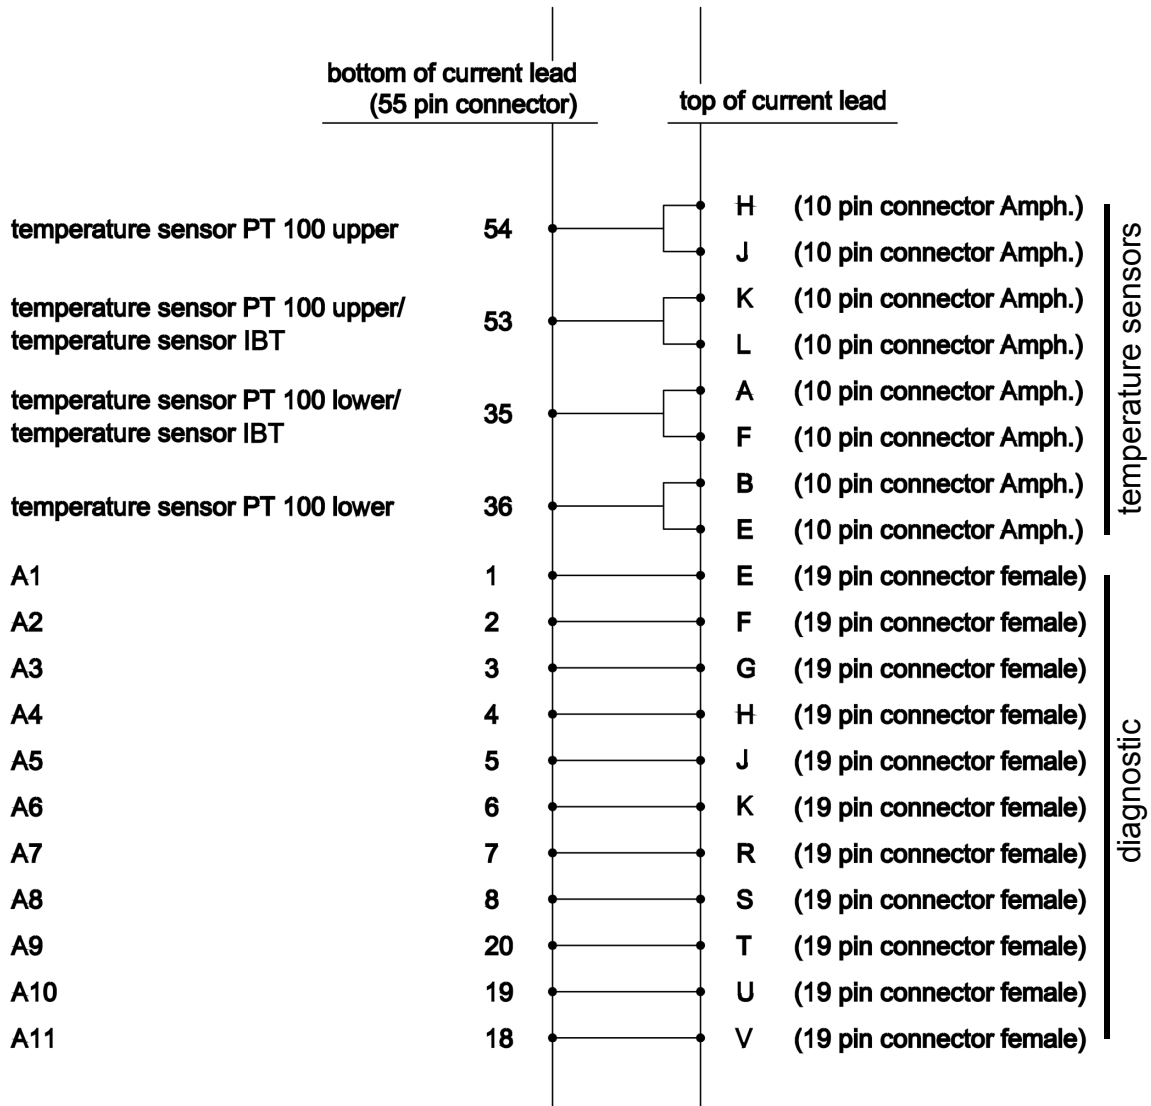 bottom of current lead
(55 pin connector)
top of current lead
temperature sensor PT 100 upper 54 H (10 pin connector Amph.)
J (10 pin connector Amph.)
temperature sensor PT 100 upper/
temperature sensor IBT 53 K (10 pin connector Amph.)
L (10 pin connector Amph.)
temperature sensor PT 100 lower/
temperature sensor IBT 35 A (10 pin connector Amph.)
F (10 pin connector Amph.)
temperature sensor PT 100 lower 36 B (10 pin connector Amph.)
E (10 pin connector Amph.)
temperature sensors
A1 1 E (19 pin connector female)
A2 2 F (19 pin connector female)
A3 3 G (19 pin connector female)
A4 4 H (19 pin connector female)
A5 5 J (19 pin connector female)
A6 6 K (19 pin connector female)
A7 7 R (19 pin connector female)
A8 8 S (19 pin connector female)
A9 20 T (19 pin connector female)
A10 19 U (19 pin connector female)
A11 18 V (19 pin connector female)
diagnostic